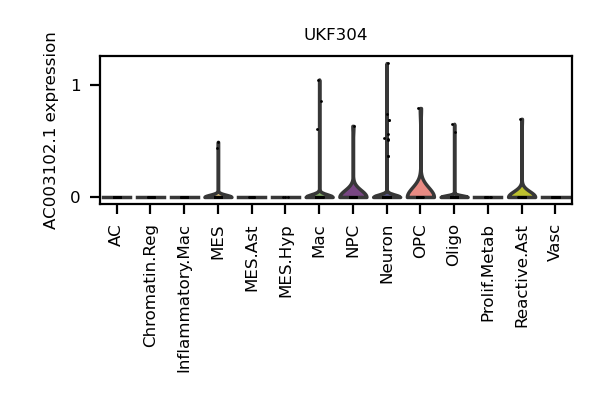 UKF304
AC003102.1 expression
1
0
AC
Chromatin.Reg
Inflammatory.Mac
MES
MES.Ast
MES.Hyp
Mac
NPC
Neuron
OPC
Oligo
Prolif.Metab
Reactive.Ast
Vasc